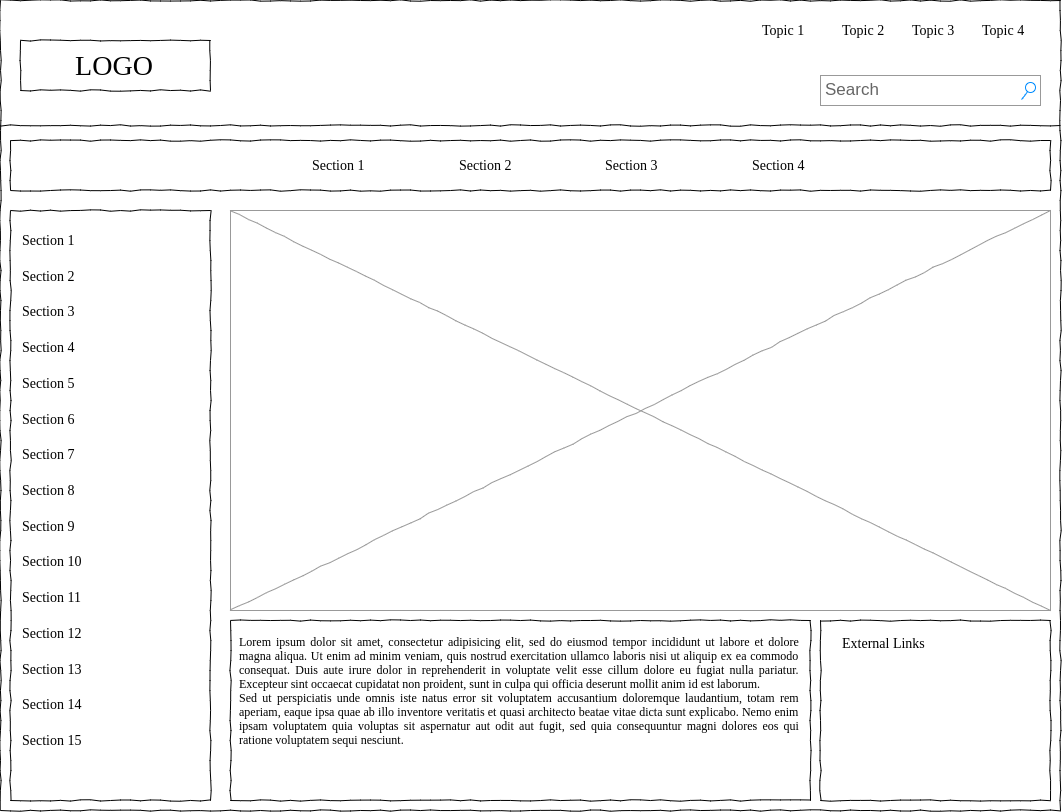 Topic 1 Topic 2 Topic 3 Topic 4
LOGO
Search
Section 1 Section 2 Section 3 Section 4
Section 1
Section 2
Section 3
Section 4
Section 5
Section 6
Section 7
Section 8
Section 9
Section 10
Section 11
Section 12
Section 13
Section 14
Section 15
Lorem ipsum dolor sit amet, consectetur adipisicing elit, sed do eiusmod tempor incididunt ut labore et dolore
magna aliqua. Ut enim ad minim veniam, quis nostrud exercitation ullamco laboris nisi ut aliquip ex ea commodo
consequat. Duis aute irure dolor in reprehenderit in voluptate velit esse cillum dolore eu fugiat nulla pariatur.
Excepteur sint occaecat cupidatat non proident, sunt in culpa qui officia deserunt mollit anim id est laborum.
Sed ut perspiciatis unde omnis iste natus error sit voluptatem accusantium doloremque laudantium, totam rem
aperiam, eaque ipsa quae ab illo inventore veritatis et quasi architecto beatae vitae dicta sunt explicabo. Nemo enim
ipsam voluptatem quia voluptas sit aspernatur aut odit aut fugit, sed quia consequuntur magni dolores eos qui
ratione voluptatem sequi nesciunt.
External Links